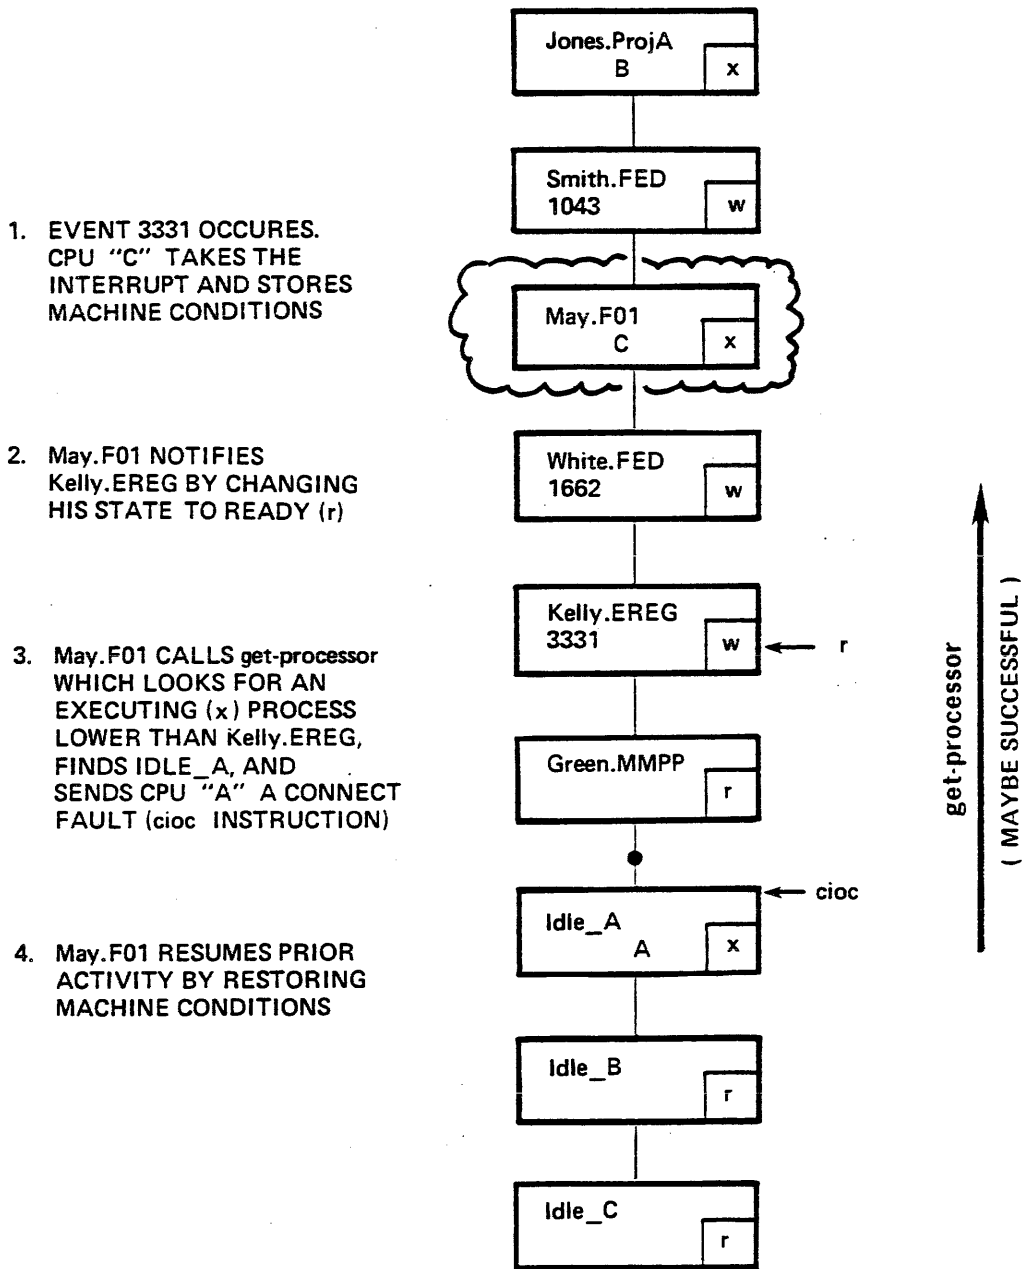 Jones.ProjA
B
x
Smith.FED
1043
w
1. EVENT 3331 OCCURES.
CPU “C” TAKES THE
INTERRUPT AND STORES
MACHINE CONDITIONS
May.F01
C
x
2. May.F01 NOTIFIES
Kelly.EREG BY CHANGING
HIS STATE TO READY (r)
White.FED
1662
w
Kelly.EREG
3331
w
r
3. May.F01 CALLS get-processor
WHICH LOOKS FOR AN
EXECUTING (x) PROCESS
LOWER THAN Kelly.EREG,
FINDS IDLE_A, AND
SENDS CPU “A” A CONNECT
FAULT (cioc INSTRUCTION)
Green.MMPP
r
get-processor
( MAYBE SUCCESSFUL )
cioc
Idle_A
A
x
4. May.F01 RESUMES PRIOR
ACTIVITY BY RESTORING
MACHINE CONDITIONS
Idle_B
r
Idle_C
r